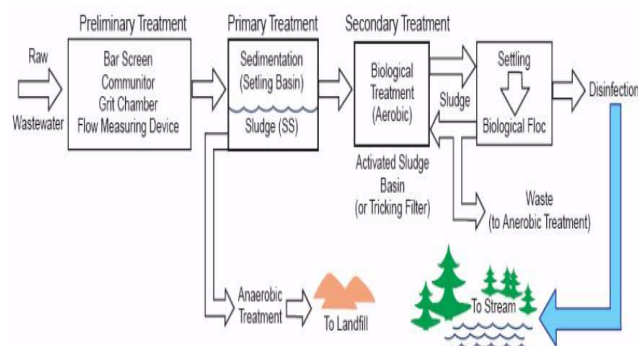 Preliminary Treatment
Primary Treatment
Secondary Treatment
Raw
Wastewater
Bar Screen
Communitor
Grit Chamber
Flow Measuring Device
Sedimentation
(Setling Basin)
Sludge (SS)
Biological
Treatment
(Aerobic)
Sludge
Settling
Biological Floc
Disinfection
Activated Sludge
Basin
(or Tricking Filter)
Waste
(to Anerobic Treatment)
Anaerobic
Treatment
To Landfill
To Stream